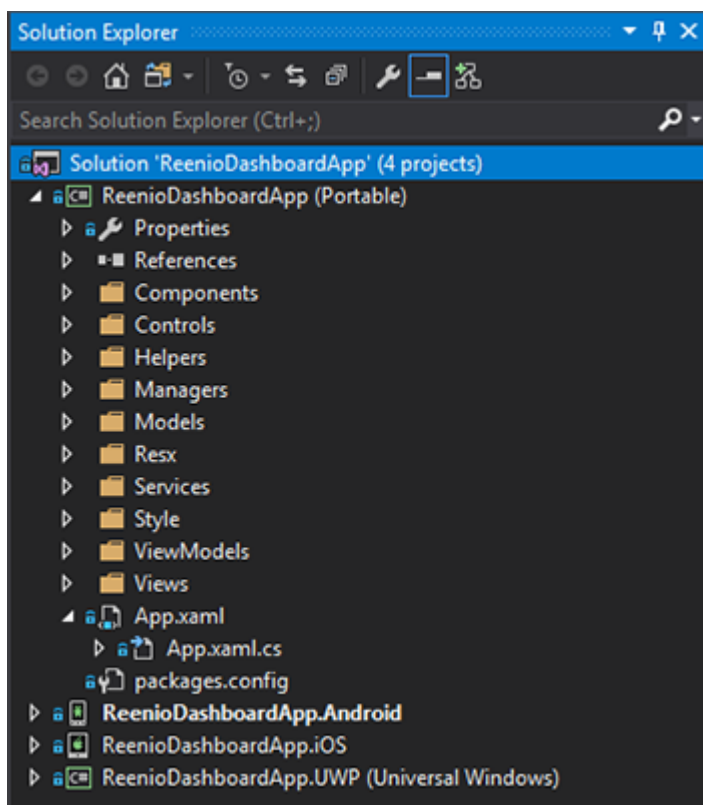 Solution Explorer
Search Solution Explorer (Ctrl+;)
Solution 'ReenioDashboardApp' (4 projects)
C# ReenioDashboardApp (Portable)
Properties
References
Components
Controls
Helpers
Managers
Models
Resx
Services
Style
ViewModels
Views
App.xaml
App.xaml.cs
packages.config
ReenioDashboardApp.Android
ReenioDashboardApp.iOS
C# ReenioDashboardApp.UWP (Universal Windows)